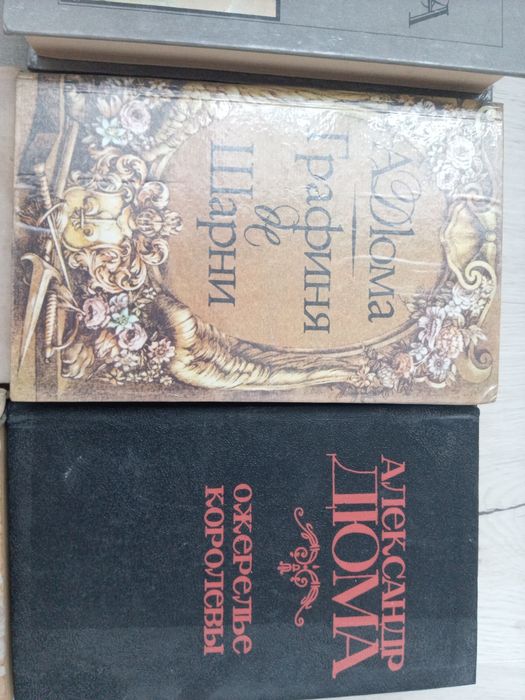 А. Дюма
Графиня
де
Шарни
АЛЕКСАНДР
ДЮМА
ОЖЕРЕЛЬЕ
КОРОЛЕВЫ